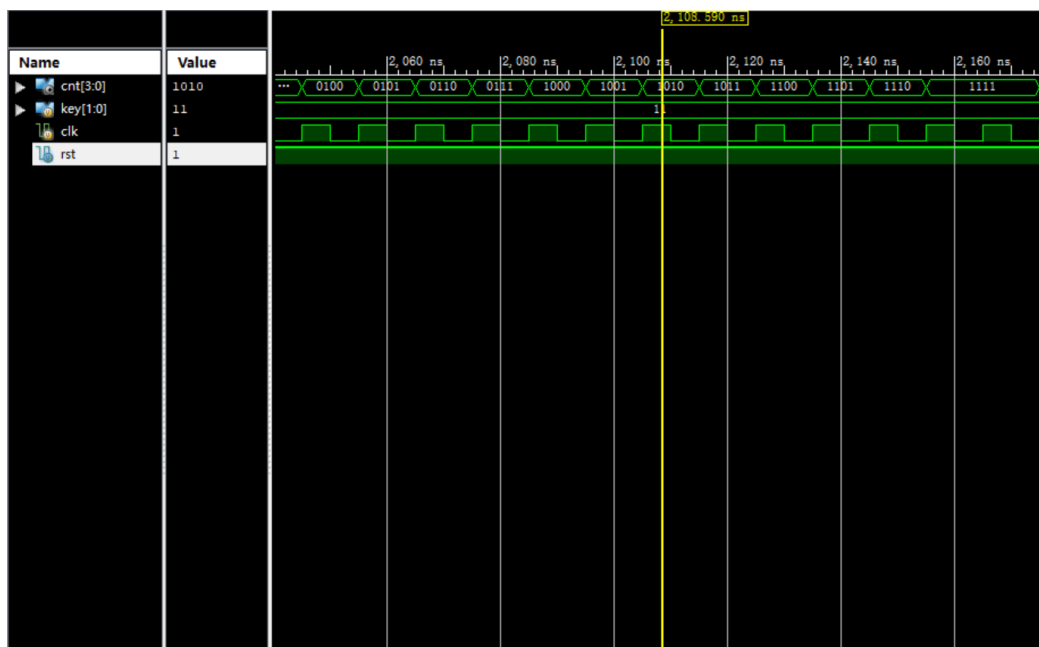 2,108.590 ns
Name Value
2,060 ns 2,080 ns 2,100 ns 2,120 ns 2,140 ns 2,160 ns
cnt[3:0] 1010 ... 0100 0101 0110 0111 1000 1001 1010 1011 1100 1101 1110 1111
key[1:0] 11 11
clk 1
rst 1